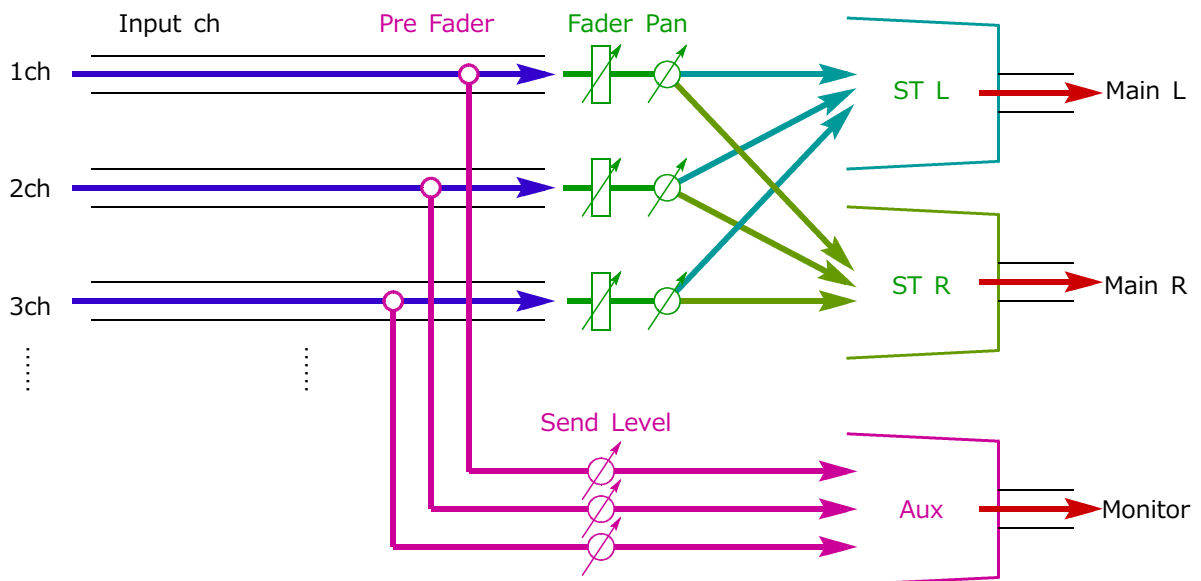 Input ch
Pre Fader
Fader Pan
1ch
ST L
Main L
2ch
3ch
ST R
Main R
Send Level
Aux
Monitor